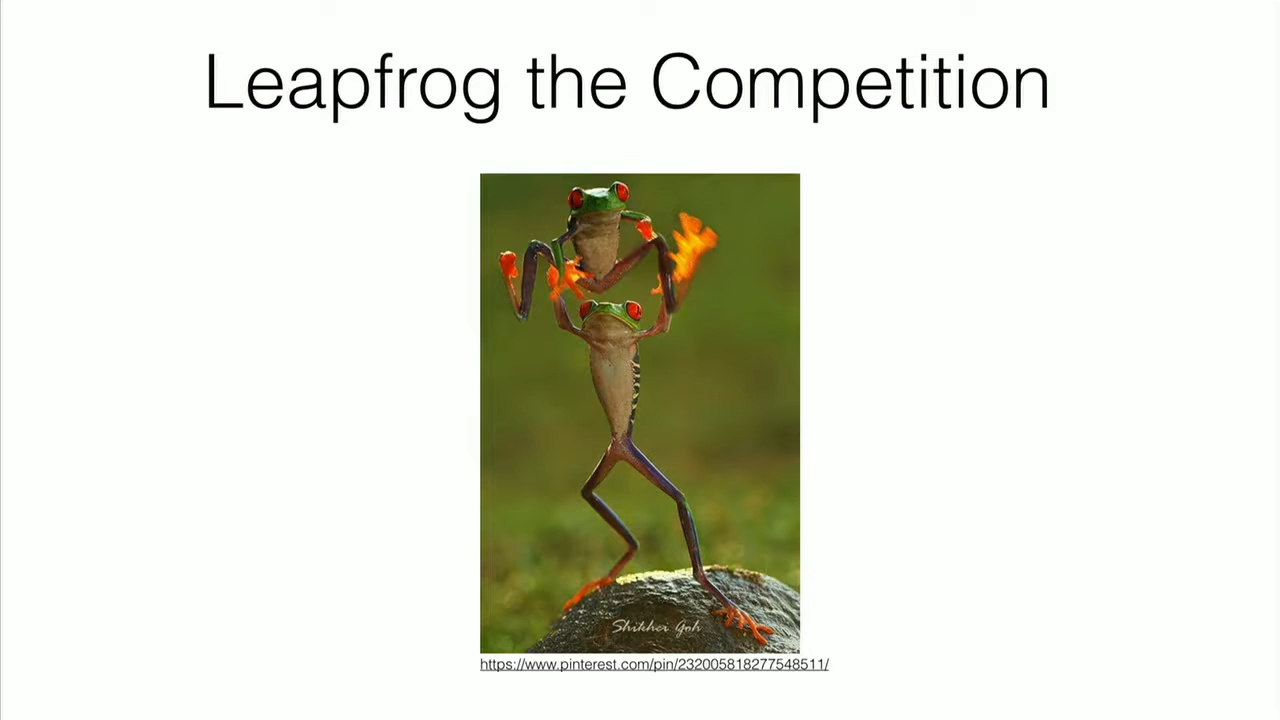 Leapfrog the Competition
Shikhei Goh
https://www.pinterest.com/pin/232005818277548511/